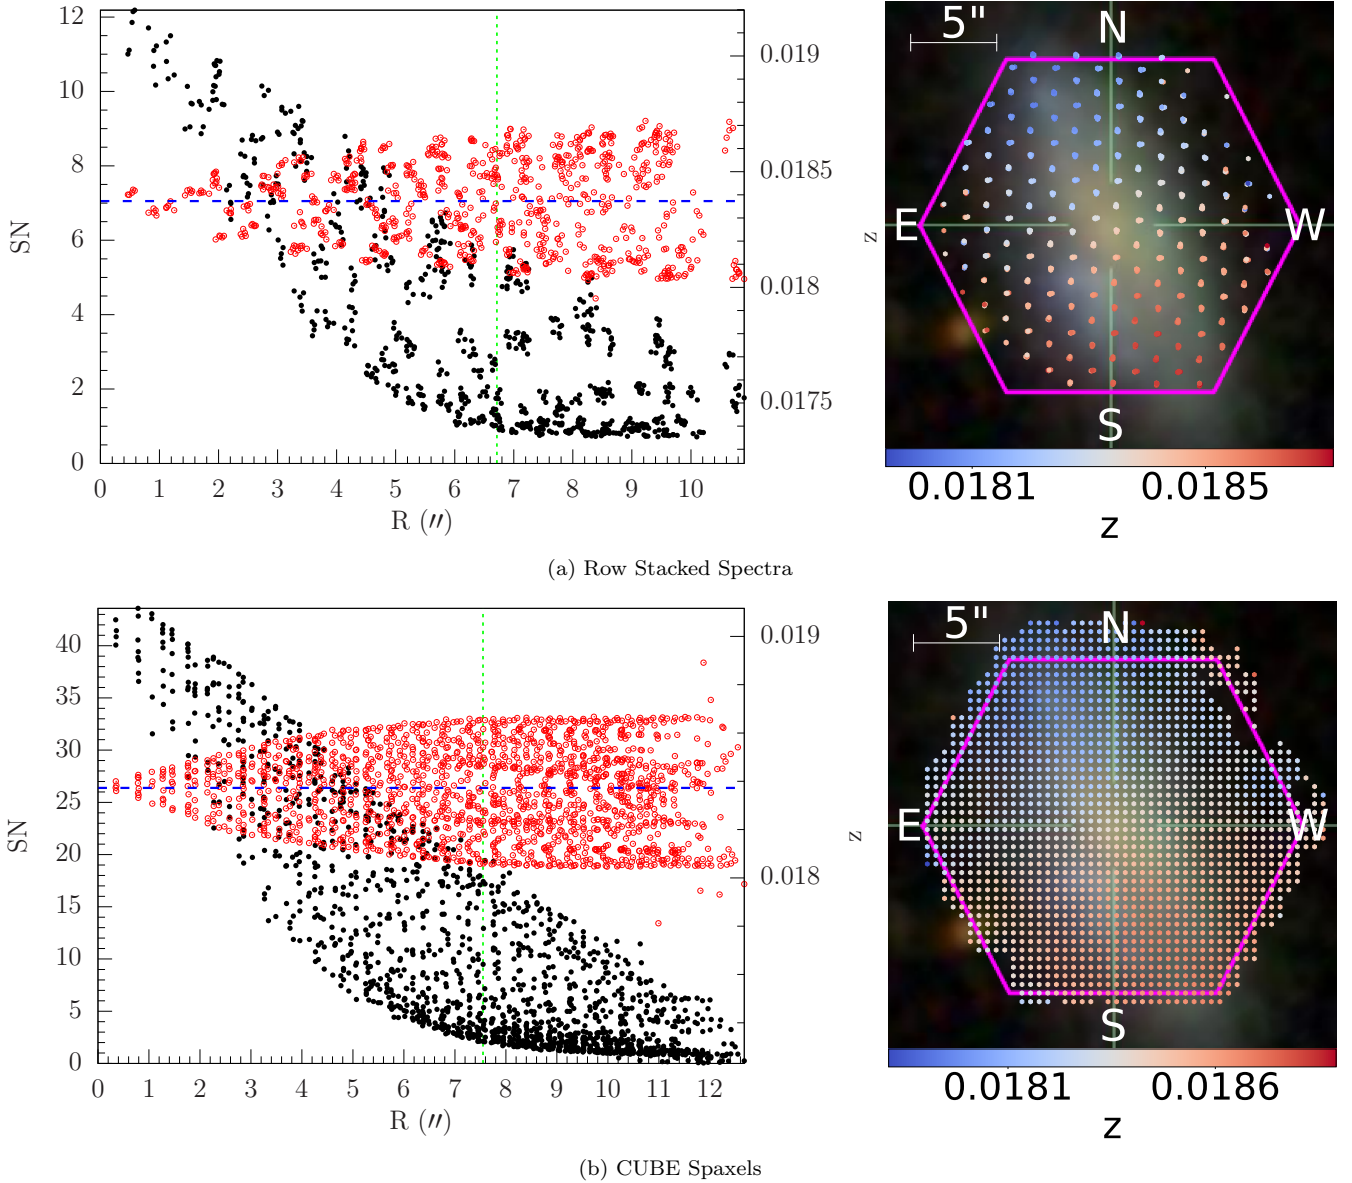 12
10
8
6
4
2
0
SN
0 1 2 3 4 5 6 7 8 9 10
R (″)
0.019
0.0185
0.018
0.0175
z
5"
N
E
W
S
0.0181 0.0185
z
(a) Row Stacked Spectra
40
35
30
25
20
15
10
5
0
SN
0 1 2 3 4 5 6 7 8 9 10 11 12
R (″)
0.019
0.018
z
5"
N
E
W
S
0.0181 0.0186
z
(b) CUBE Spaxels